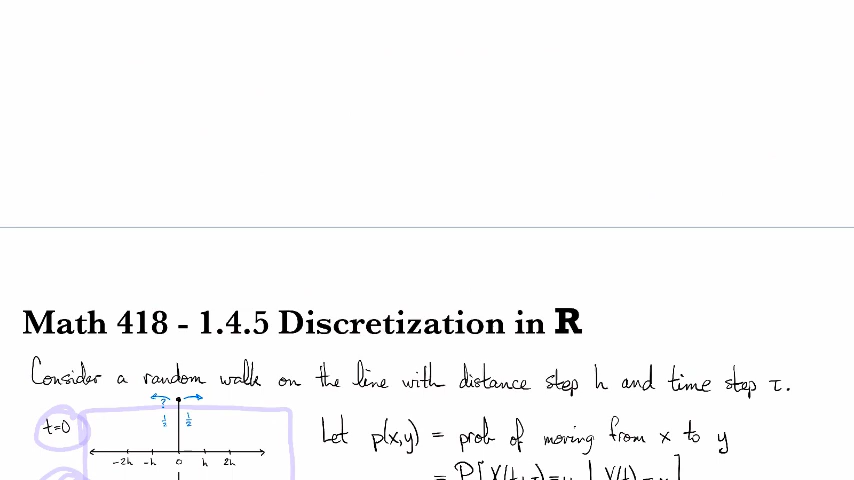 Math 418 - 1.4.5 Discretization in R
Consider a random walk on the line with distance step h and time step τ.
? 
1/2 1/2
t=0
-2h -h 0 h 2h
Let p(x,y) = prob of moving from x to y